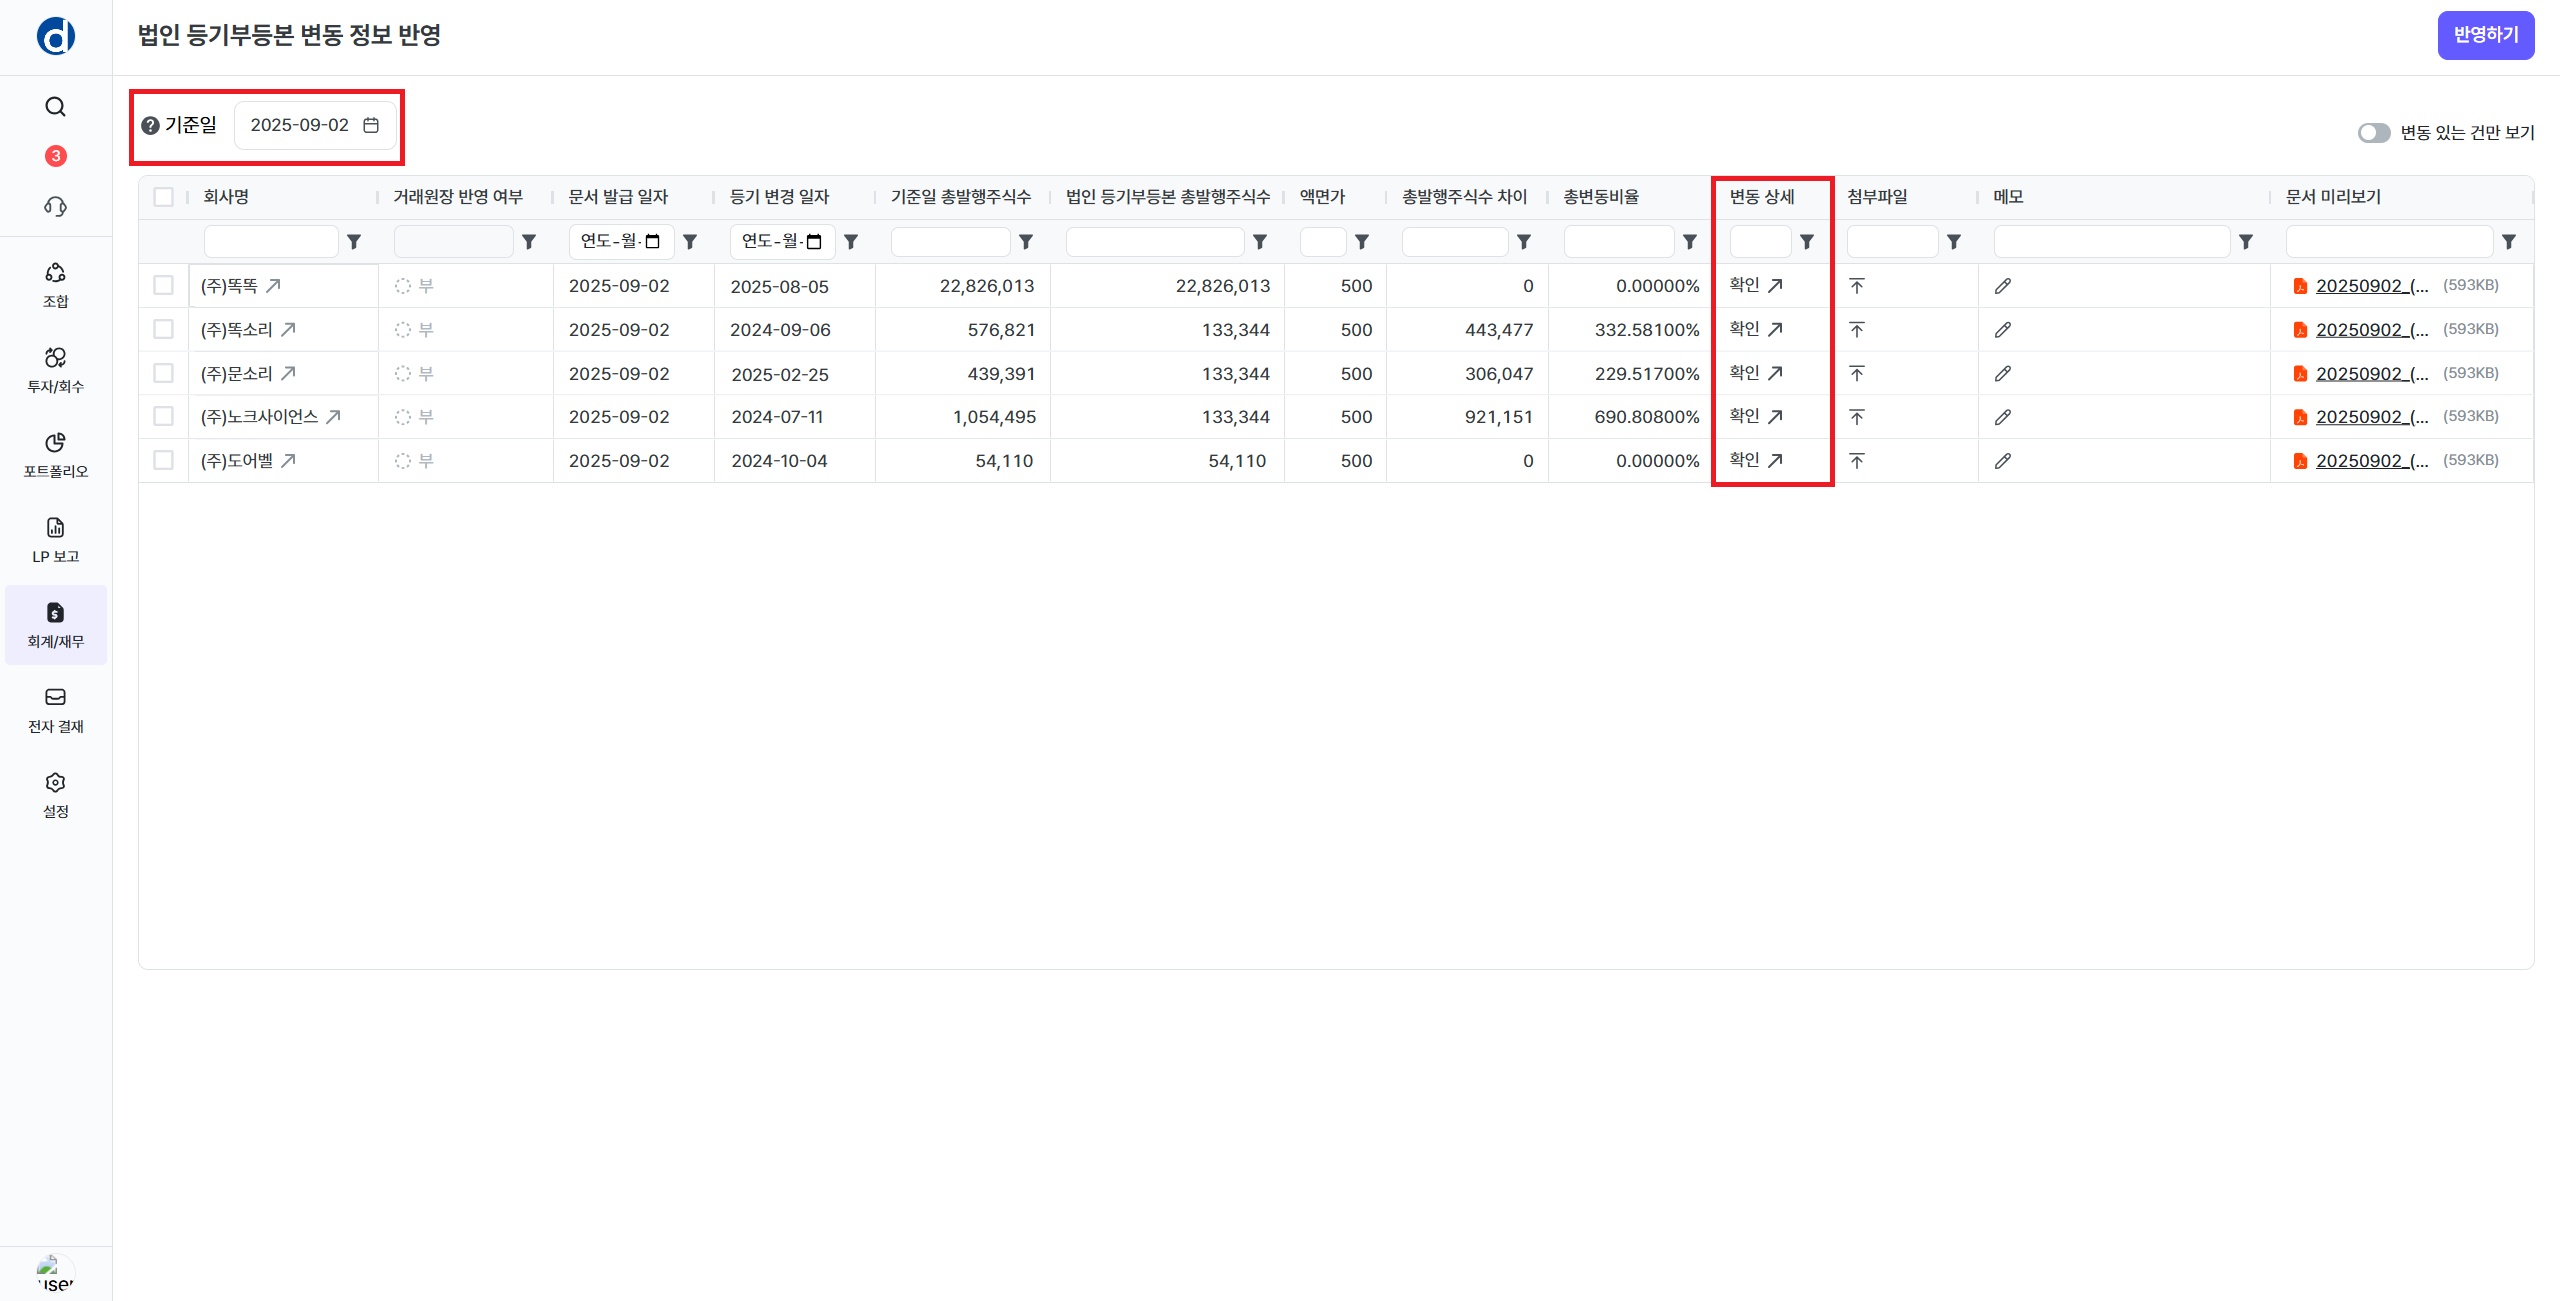 법인 등기부등본 변동 정보 반영
반영하기
3
조합
투자/회수
포트폴리오
LP 보고
회계/재무
전자 결재
설정
user
기준일 2025-09-02
변동 있는 건만 보기
회사명 거래원장 반영 여부 문서 발급 일자 등기 변경 일자 기준일 총발행주식수 법인 등기부등본 총발행주식수 액면가 총발행주식수 차이 총변동비율 변동 상세 첨부파일 메모 문서 미리보기
연도-월- 연도-월-
(주)똑똑 부 2025-09-02 2025-08-05 22,826,013 22,826,013 500 0 0.00000% 확인 20250902_(... (593KB)
(주)똑소리 부 2025-09-02 2024-09-06 576,821 133,344 500 443,477 332.58100% 확인 20250902_(... (593KB)
(주)문소리 부 2025-09-02 2025-02-25 439,391 133,344 500 306,047 229.51700% 확인 20250902_(... (593KB)
(주)노크사이언스 부 2025-09-02 2024-07-11 1,054,495 133,344 500 921,151 690.80800% 확인 20250902_(... (593KB)
(주)도어벨 부 2025-09-02 2024-10-04 54,110 54,110 500 0 0.00000% 확인 20250902_(... (593KB)